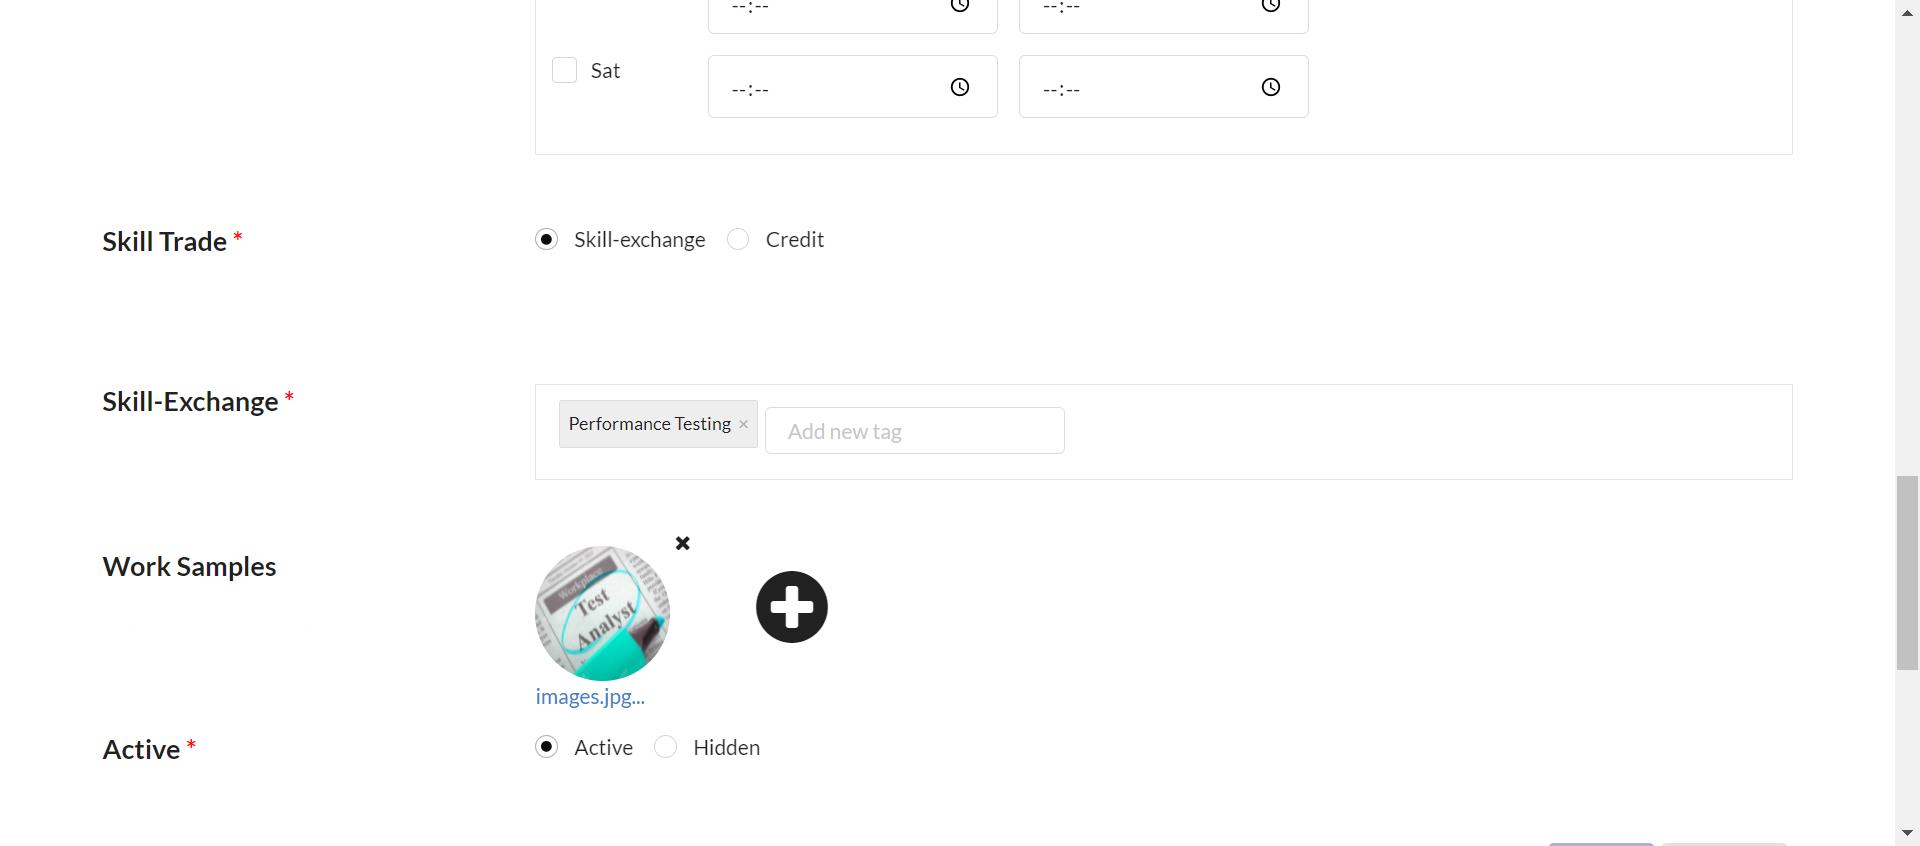 --:-- --:--
Sat --:-- --:--
Skill Trade * Skill-exchange Credit
Skill-Exchange * Performance Testing × Add new tag
Work Samples
Workplace
Test
Analyst
images.jpg...
Active * Active Hidden